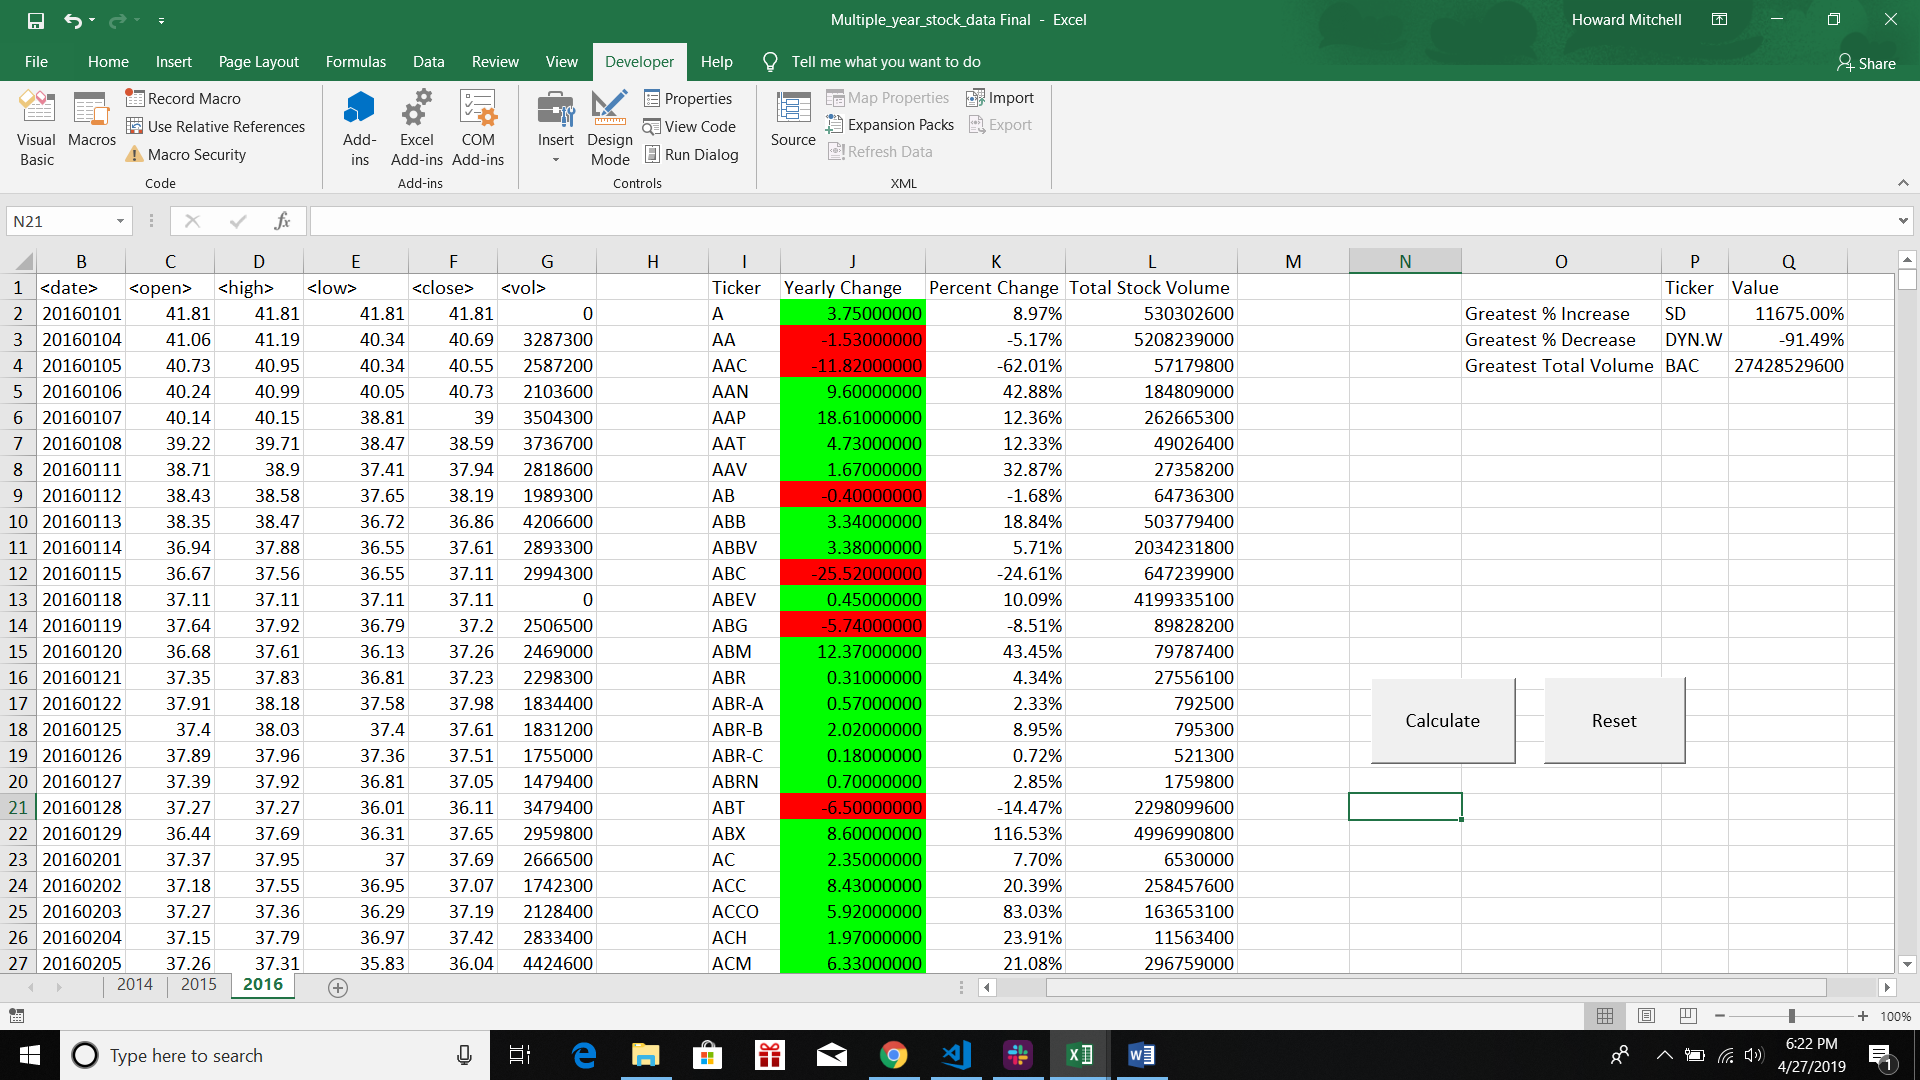 Multiple_year_stock_data Final - Excel
Howard Mitchell
File Home Insert Page Layout Formulas Data Review View Developer Help Tell me what you want to do Share
Visual Basic
Macros
Record Macro
Use Relative References
Macro Security
Code
Add-ins
Excel Add-ins
COM Add-ins
Add-ins
Insert
Design Mode
Properties
View Code
Run Dialog
Controls
Source
Map Properties
Expansion Packs
Refresh Data
Import
Export
XML
N21 fx
B C D E F G H I J K L M N O P Q
1 <date> <open> <high> <low> <close> <vol> Ticker Yearly Change Percent Change Total Stock Volume Ticker Value
2 20160101 41.81 41.81 41.81 41.81 0 A 3.75000000 8.97% 530302600 Greatest % Increase SD 11675.00%
3 20160104 41.06 41.19 40.34 40.69 3287300 AA -1.53000000 -5.17% 5208239000 Greatest % Decrease DYN.W -91.49%
4 20160105 40.73 40.95 40.34 40.55 2587200 AAC -11.82000000 -62.01% 57179800 Greatest Total Volume BAC 27428529600
5 20160106 40.24 40.99 40.05 40.73 2103600 AAN 9.60000000 42.88% 184809000
6 20160107 40.14 40.15 38.81 39 3504300 AAP 18.61000000 12.36% 262665300
7 20160108 39.22 39.71 38.47 38.59 3736700 AAT 4.73000000 12.33% 49026400
8 20160111 38.71 38.9 37.41 37.94 2818600 AAV 1.67000000 32.87% 27358200
9 20160112 38.43 38.58 37.65 38.19 1989300 AB -0.40000000 -1.68% 64736300
10 20160113 38.35 38.47 36.72 36.86 4206600 ABB 3.34000000 18.84% 503779400
11 20160114 36.94 37.88 36.55 37.61 2893300 ABBV 3.38000000 5.71% 2034231800
12 20160115 36.67 37.56 36.55 37.11 2994300 ABC -25.52000000 -24.61% 647239900
13 20160118 37.11 37.11 37.11 37.11 0 ABEV 0.45000000 10.09% 4199335100
14 20160119 37.64 37.92 36.79 37.2 2506500 ABG -5.74000000 -8.51% 89828200
15 20160120 36.68 37.61 36.13 37.26 2469000 ABM 12.37000000 43.45% 79787400
16 20160121 37.35 37.83 36.81 37.23 2298300 ABR 0.31000000 4.34% 27556100
17 20160122 37.91 38.18 37.58 37.98 1834400 ABR-A 0.57000000 2.33% 792500
18 20160125 37.4 38.03 37.4 37.61 1831200 ABR-B 2.02000000 8.95% 795300 Calculate Reset
19 20160126 37.89 37.96 37.36 37.51 1755000 ABR-C 0.18000000 0.72% 521300
20 20160127 37.39 37.92 36.81 37.05 1479400 ABRN 0.70000000 2.85% 1759800
21 20160128 37.27 37.27 36.01 36.11 3479400 ABT -6.50000000 -14.47% 2298099600
22 20160129 36.44 37.69 36.31 37.65 2959800 ABX 8.60000000 116.53% 4996990800
23 20160201 37.37 37.95 37 37.69 2666500 AC 2.35000000 7.70% 6530000
24 20160202 37.18 37.55 36.95 37.07 1742300 ACC 8.43000000 20.39% 258457600
25 20160203 37.27 37.36 36.29 37.19 2128400 ACCO 5.92000000 83.03% 163653100
26 20160204 37.15 37.79 36.97 37.42 2833400 ACH 1.97000000 23.91% 11563400
27 20160205 37.26 37.31 35.83 36.04 4424600 ACM 6.33000000 21.08% 296759000
2014 2015 2016
100%
Type here to search
6:22 PM
4/27/2019
1